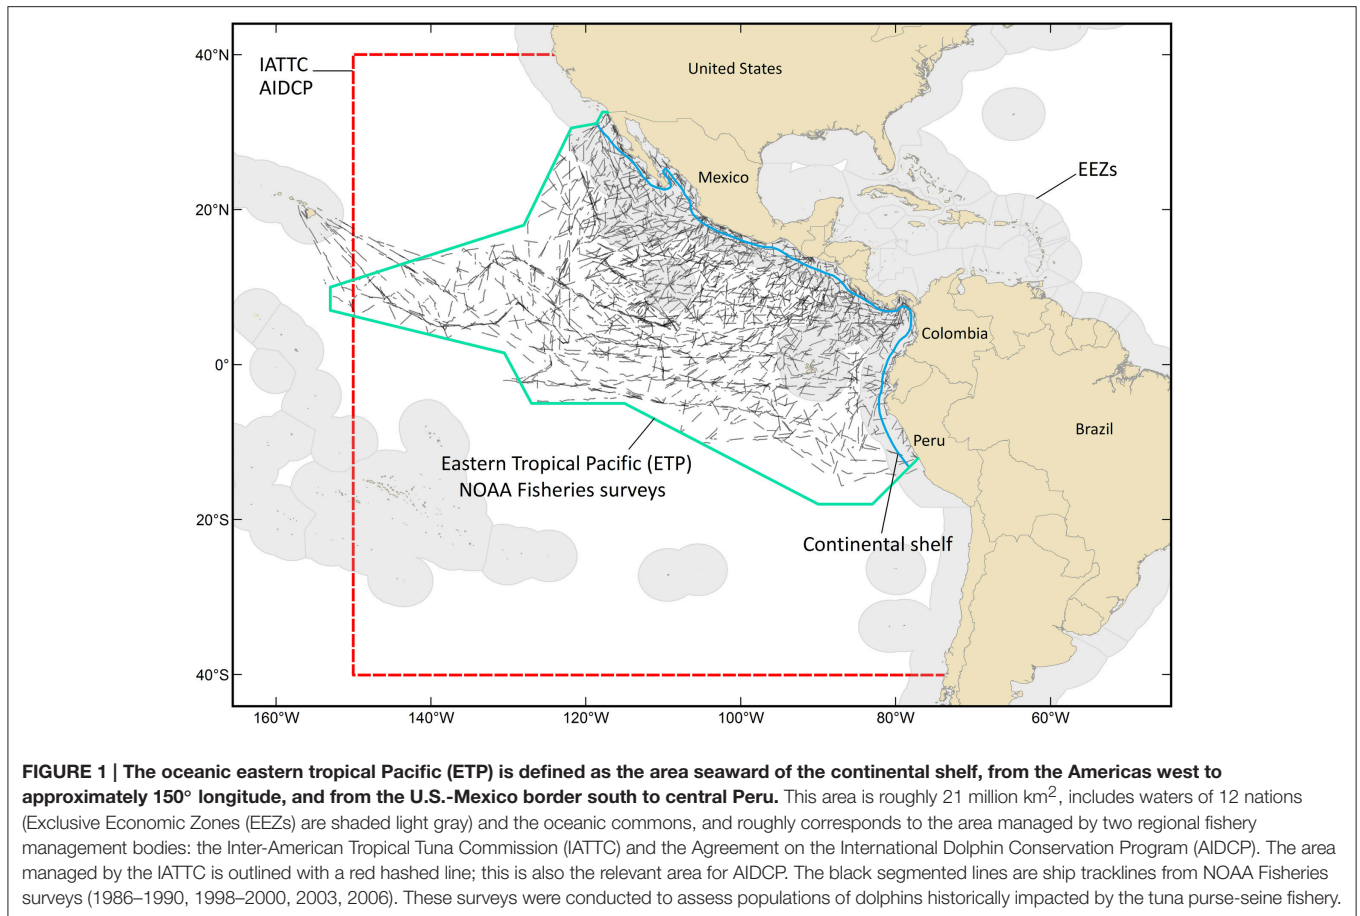 40°N
IATTC
AIDCP
United States
EEZs
Mexico
20°N
Colombia
0°
Brazil
Peru
Eastern Tropical Pacific (ETP)
NOAA Fisheries surveys
20°S
Continental shelf
40°S
160°W 140°W 120°W 100°W 80°W 60°W
FIGURE 1 | The oceanic eastern tropical Pacific (ETP) is defined as the area seaward of the continental shelf, from the Americas west to
approximately 150° longitude, and from the U.S.-Mexico border south to central Peru. This area is roughly 21 million km², includes waters of 12 nations
(Exclusive Economic Zones (EEZs) are shaded light gray) and the oceanic commons, and roughly corresponds to the area managed by two regional fishery
management bodies: the Inter-American Tropical Tuna Commission (IATTC) and the Agreement on the International Dolphin Conservation Program (AIDCP). The area
managed by the IATTC is outlined with a red hashed line; this is also the relevant area for AIDCP. The black segmented lines are ship tracklines from NOAA Fisheries
surveys (1986–1990, 1998–2000, 2003, 2006). These surveys were conducted to assess populations of dolphins historically impacted by the tuna purse-seine fishery.